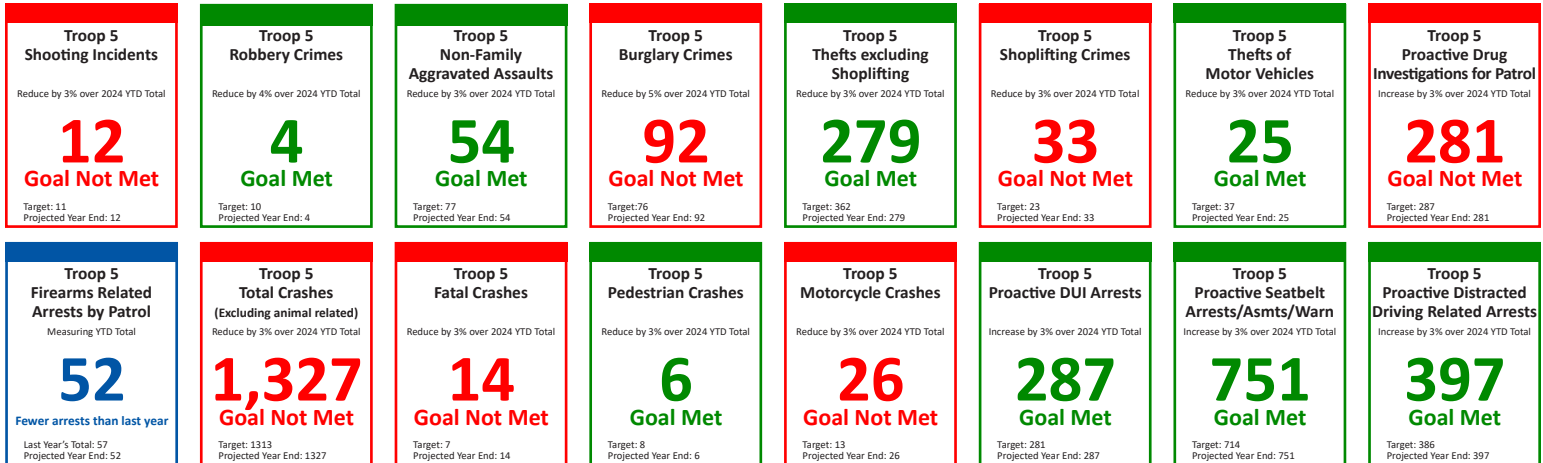 Troop 5
Shooting Incidents
Reduce by 3% over 2024 YTD Total
12
Goal Not Met
Target: 11
Projected Year End: 12
Troop 5
Robbery Crimes
Reduce by 4% over 2024 YTD Total
4
Goal Met
Target: 10
Projected Year End: 4
Troop 5
Non-Family
Aggravated Assaults
Reduce by 3% over 2024 YTD Total
54
Goal Met
Target: 77
Projected Year End: 54
Troop 5
Burglary Crimes
Reduce by 5% over 2024 YTD Total
92
Goal Not Met
Target:76
Projected Year End: 92
Troop 5
Thefts excluding
Shoplifting
Reduce by 3% over 2024 YTD Total
279
Goal Met
Target: 362
Projected Year End: 279
Troop 5
Shoplifting Crimes
Reduce by 3% over 2024 YTD Total
33
Goal Not Met
Target: 23
Projected Year End: 33
Troop 5
Thefts of
Motor Vehicles
Reduce by 3% over 2024 YTD Total
25
Goal Met
Target: 37
Projected Year End: 25
Troop 5
Proactive Drug
Investigations for Patrol
Increase by 3% over 2024 YTD Total
281
Goal Not Met
Target: 287
Projected Year End: 281
Troop 5
Firearms Related
Arrests by Patrol
Measuring YTD Total
52
Fewer arrests than last year
Last Year's Total: 57
Projected Year End: 52
Troop 5
Total Crashes
(Excluding animal related)
Reduce by 3% over 2024 YTD Total
1,327
Goal Not Met
Target: 1313
Projected Year End: 1327
Troop 5
Fatal Crashes
Reduce by 3% over 2024 YTD Total
14
Goal Not Met
Target: 7
Projected Year End: 14
Troop 5
Pedestrian Crashes
Reduce by 3% over 2024 YTD Total
6
Goal Met
Target: 8
Projected Year End: 6
Troop 5
Motorcycle Crashes
Reduce by 3% over 2024 YTD Total
26
Goal Not Met
Target: 13
Projected Year End: 26
Troop 5
Proactive DUI Arrests
Increase by 3% over 2024 YTD Total
287
Goal Met
Target: 281
Projected Year End: 287
Troop 5
Proactive Seatbelt
Arrests/Asmts/Warn
Increase by 3% over 2024 YTD Total
751
Goal Met
Target: 714
Projected Year End: 751
Troop 5
Proactive Distracted
Driving Related Arrests
Increase by 3% over 2024 YTD Total
397
Goal Met
Target: 386
Projected Year End: 397